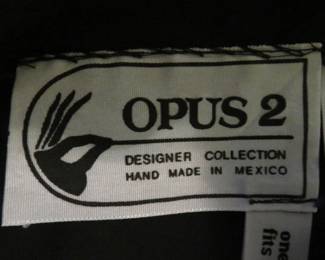 OPUS 2
DESIGNER COLLECTION
HAND MADE IN MEXICO
one
fits